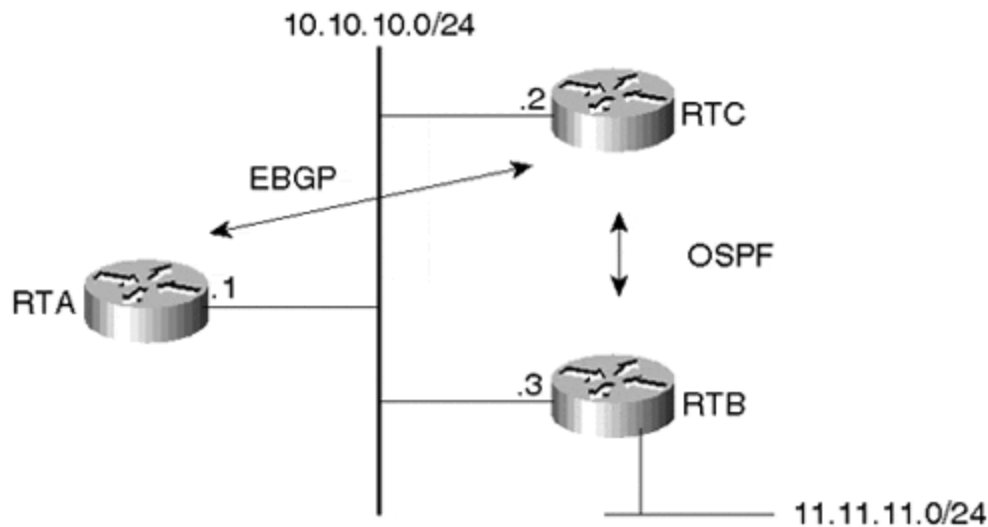 10.10.10.0/24
.2
RTC
EBGP
OSPF
RTA
.1
.3
RTB
11.11.11.0/24